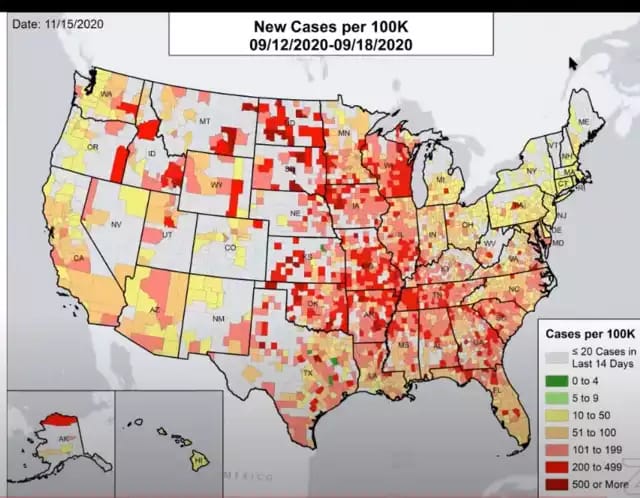 Date: 11/15/2020
New Cases per 100K
09/12/2020-09/18/2020
WA
MT
ND
MN
ME
OR
ID
VT
NH
WY
WI
MI
NY
MA
CT
RI
IA
PA
NJ
NE
OH
DE
NV
UT
CO
IL
IN
WV
MD
CA
KS
VA
KY
NC
AZ
NM
OK
AR
TN
SC
MS
AL
GA
TX
LA
FL
AK
HI
MEXICO
Cases per 100K
≤ 20 Cases in
Last 14 Days
0 to 4
5 to 9
10 to 50
51 to 100
101 to 199
200 to 499
500 or More